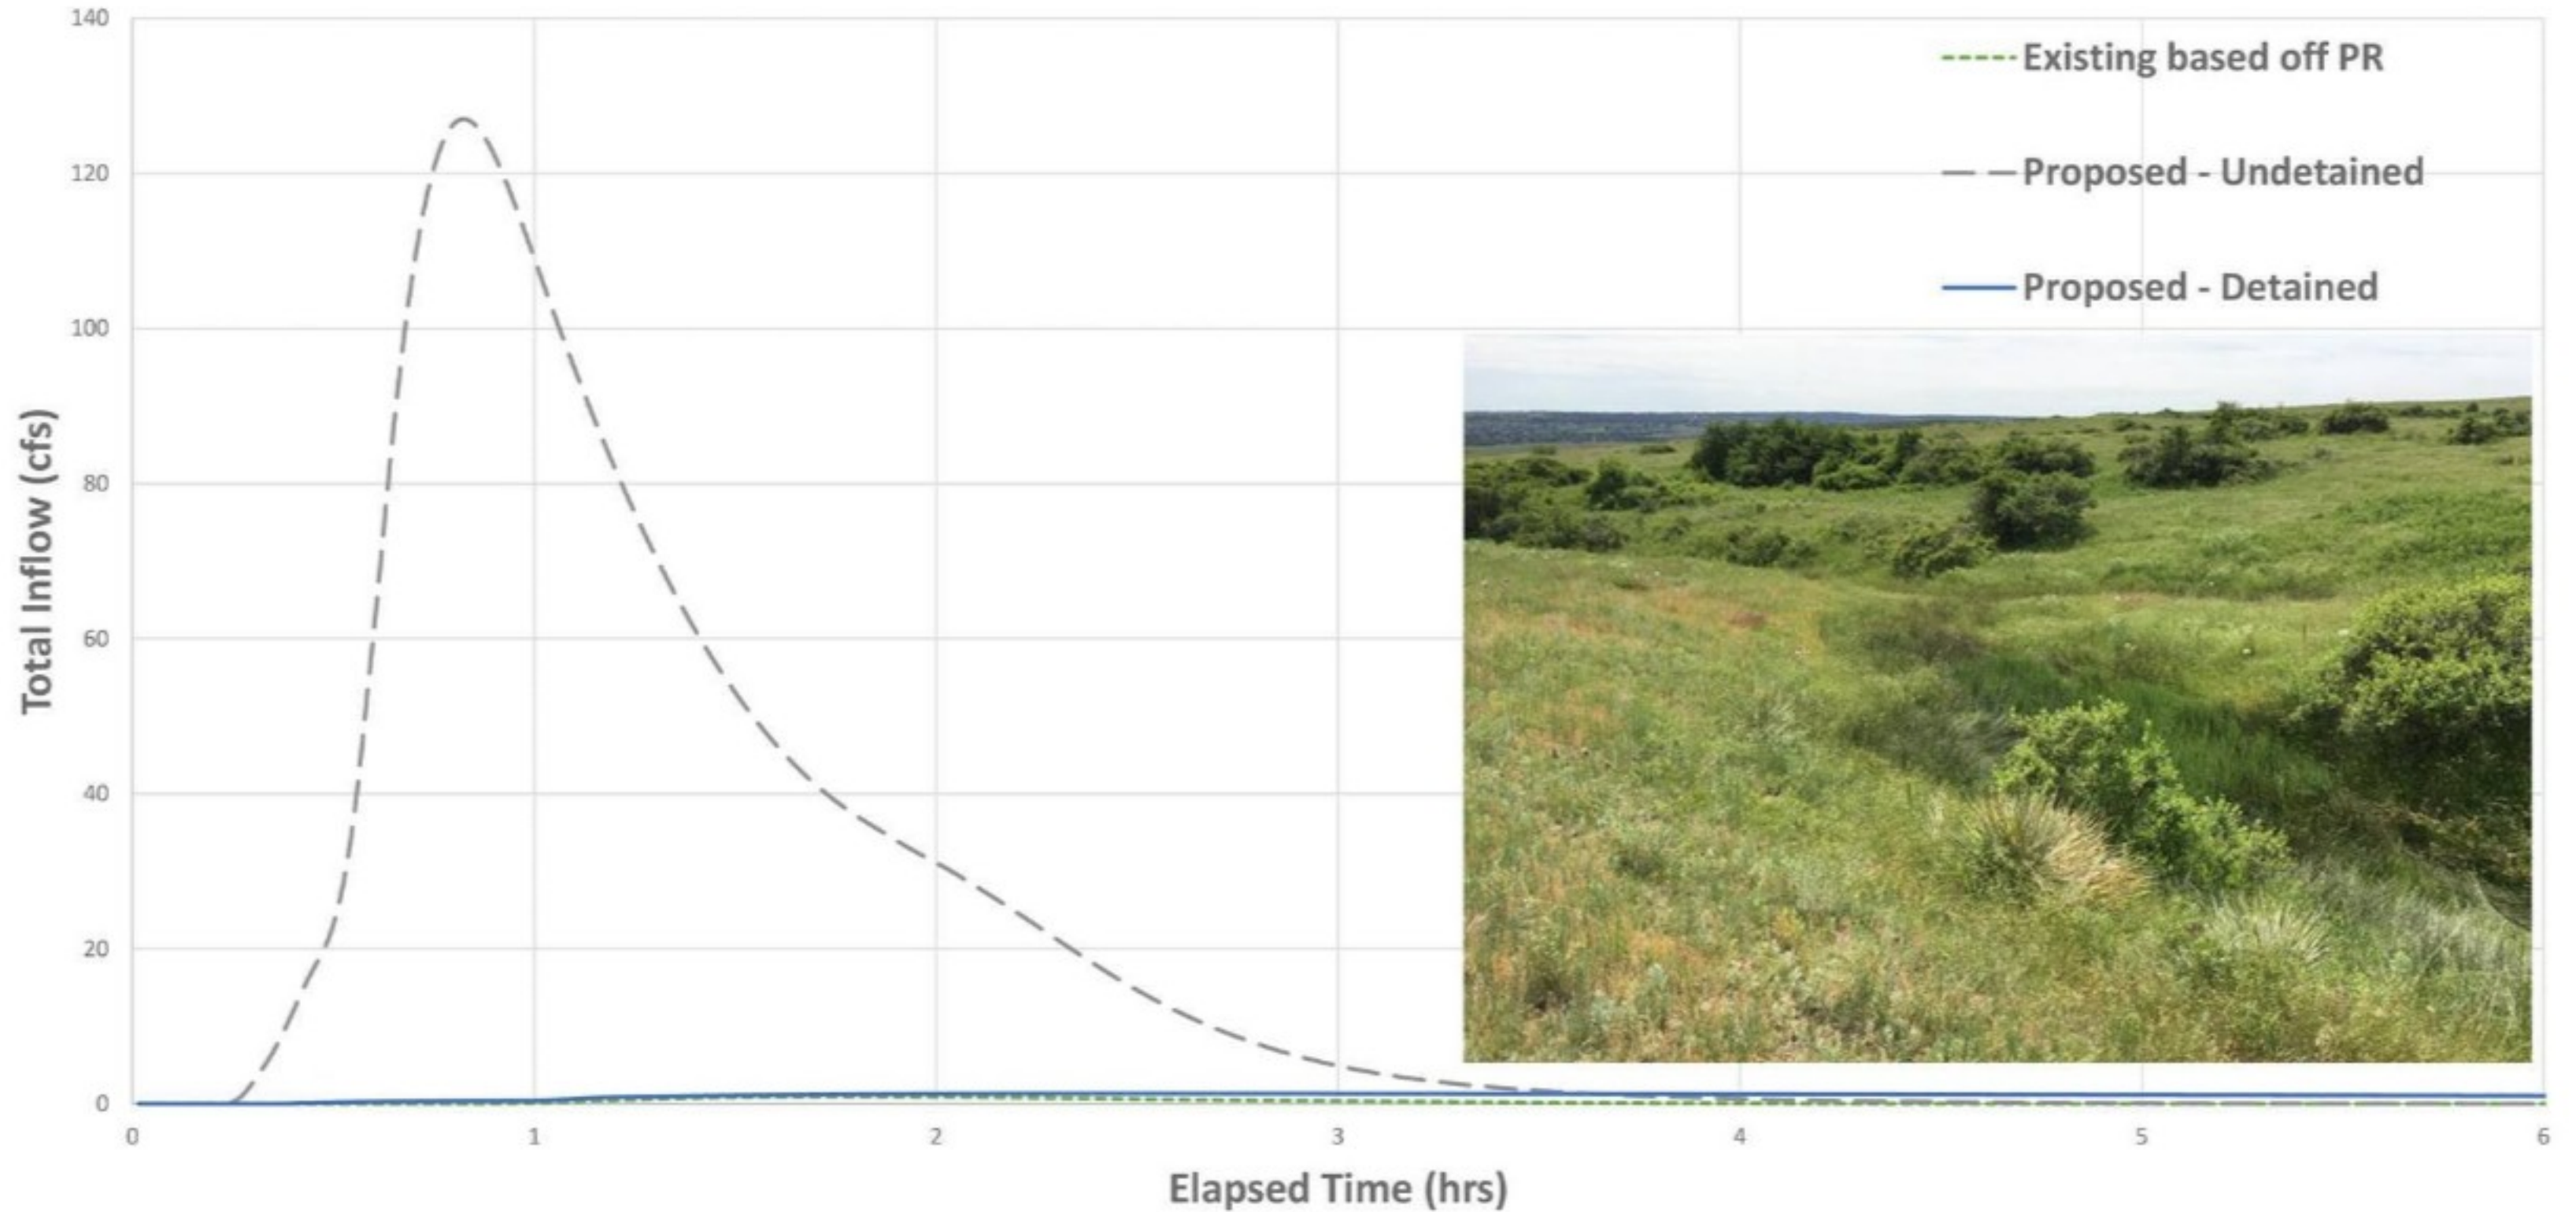 140
120
100
80
60
40
20
0
Total Inflow (cfs)
Existing based off PR
Proposed - Undetained
Proposed - Detained
0 1 2 3 4 5 6
Elapsed Time (hrs)